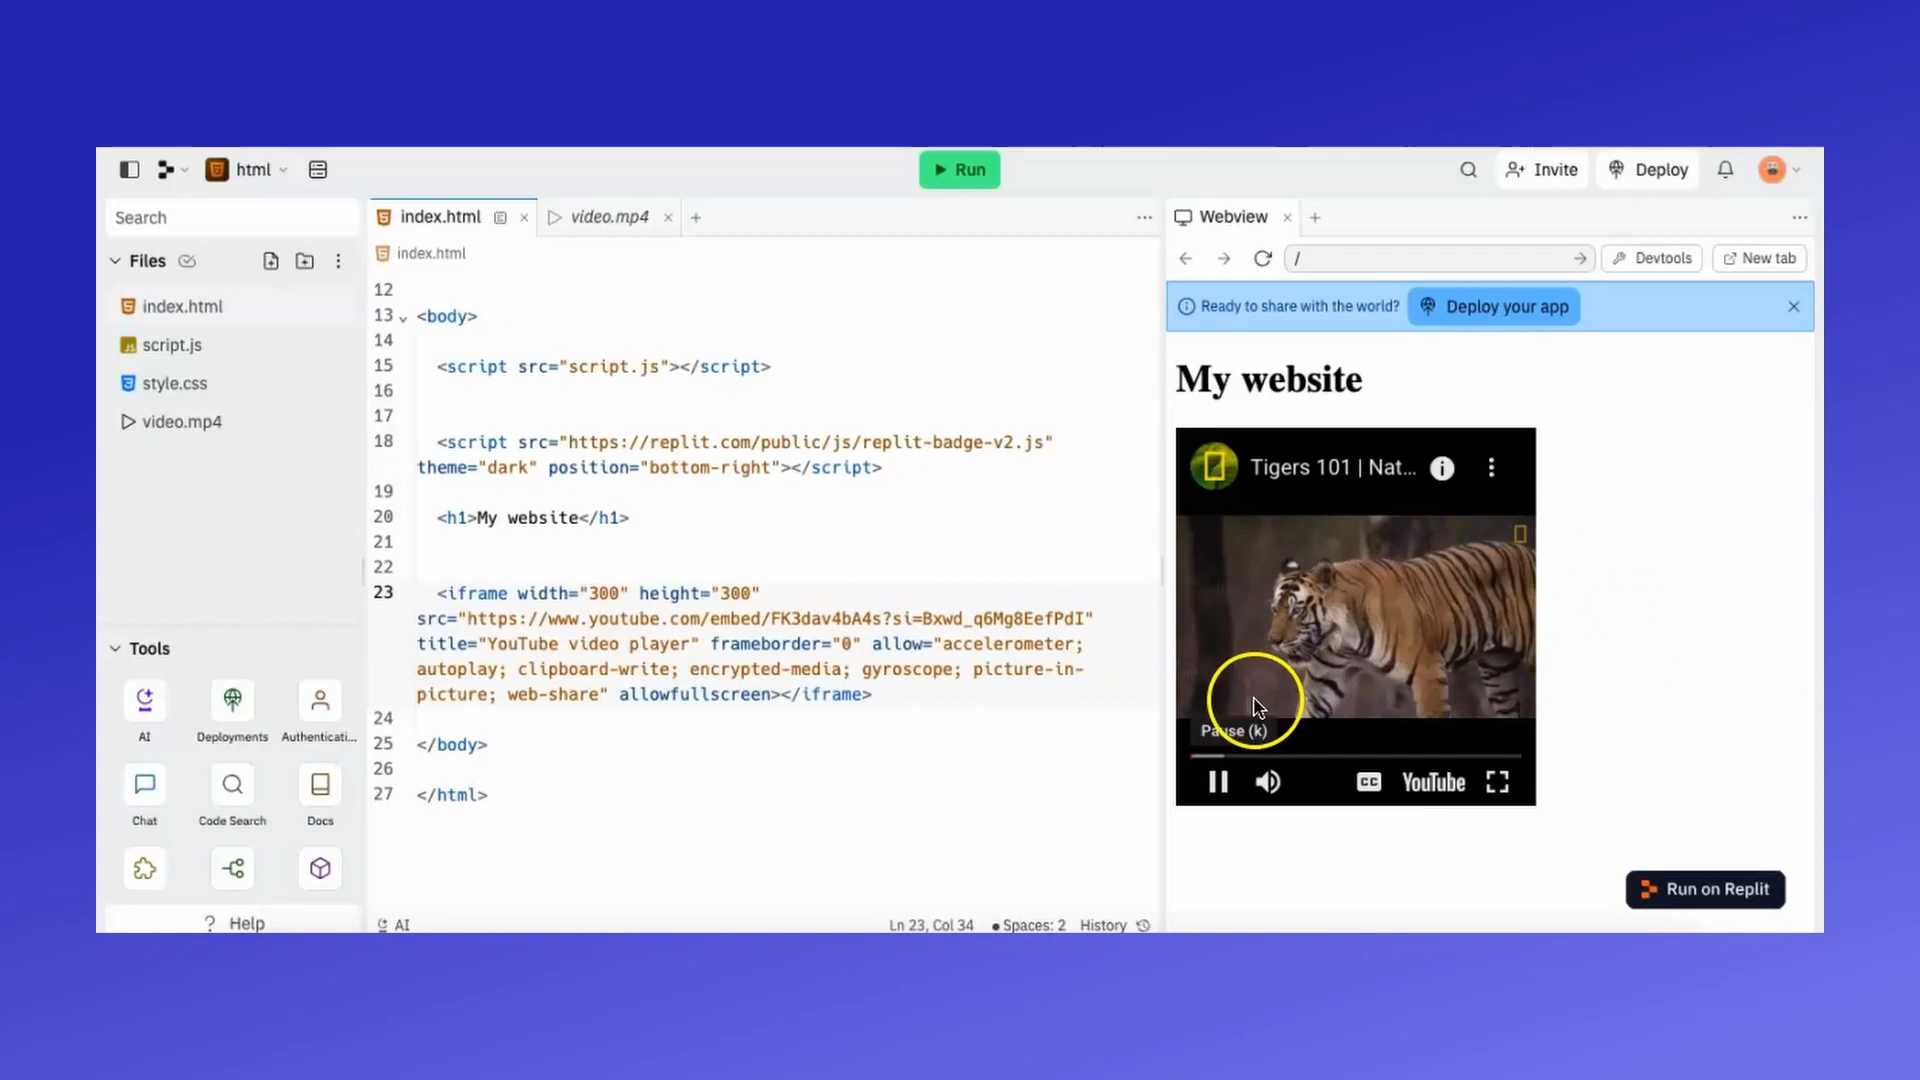 html
Run
Invite
Deploy
Search
index.html
video.mp4
Webview
Files
index.html
/
Devtools
New tab
index.html
script.js
style.css
video.mp4
12
13 <body>
14
15 <script src="script.js"></script>
16
17
18 <script src="https://replit.com/public/js/replit-badge-v2.js"
theme="dark" position="bottom-right"></script>
19
20 <h1>My website</h1>
21
22
23 <iframe width="300" height="300"
src="https://www.youtube.com/embed/FK3dav4bA4s?si=Bxwd_q6Mg8EefPdI"
title="YouTube video player" frameborder="0" allow="accelerometer;
autoplay; clipboard-write; encrypted-media; gyroscope; picture-in-
picture; web-share" allowfullscreen></iframe>
24
25 </body>
26
27 </html>
Ready to share with the world?
Deploy your app
My website
Tigers 101 | Nat...
Pause (k)
CC
YouTube
Run on Replit
Tools
AI
Deployments
Authenticati...
Chat
Code Search
Docs
? Help
AI
Ln 23, Col 34
Spaces: 2
History